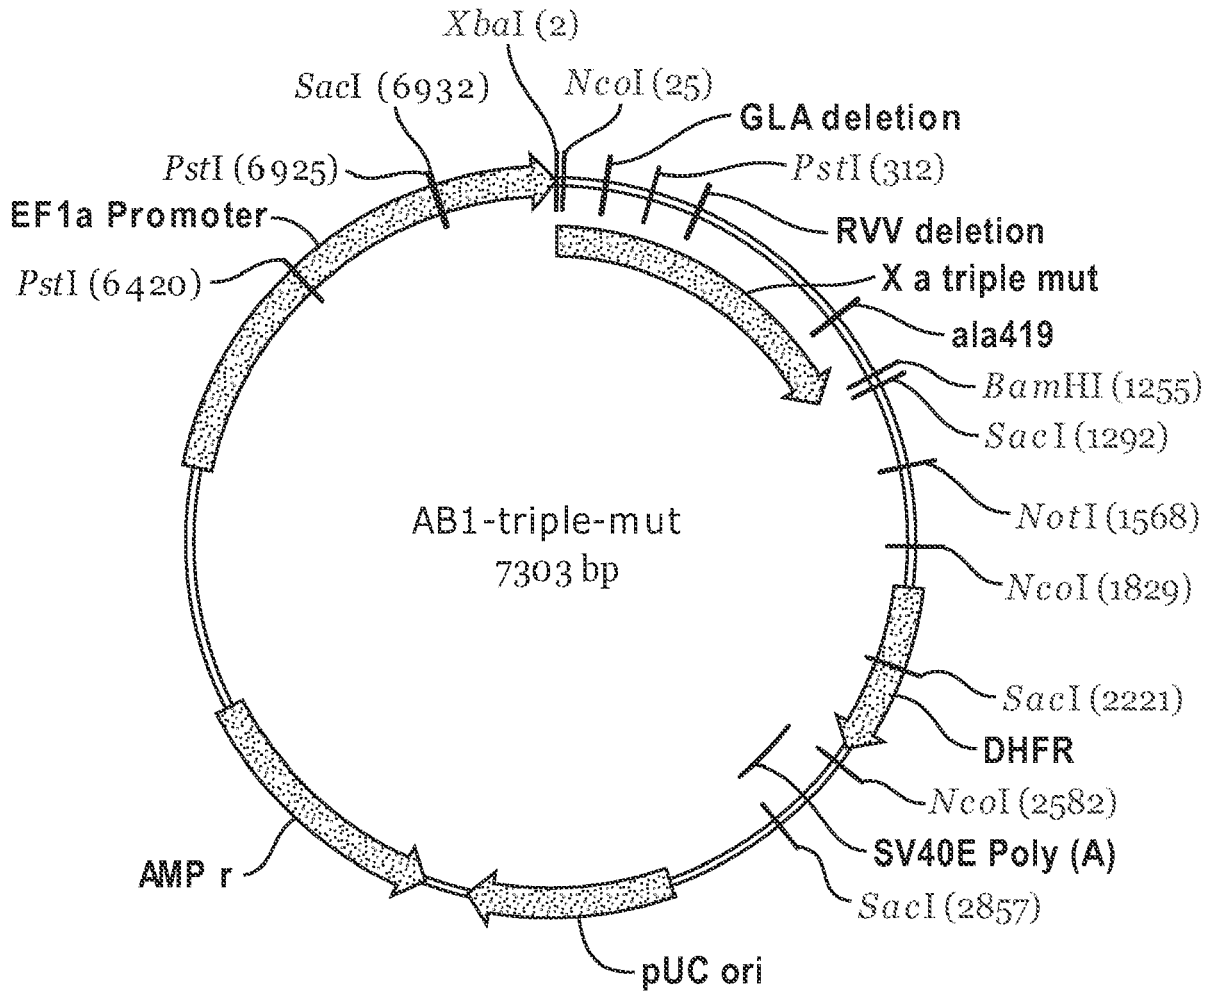 XbaI (2)
SacI (6932)
NcoI (25)
GLA deletion
PstI (6925)
PstI (312)
EF1a Promoter
RVV deletion
PstI (6420)
X a triple mut
ala419
BamHI (1255)
SacI (1292)
AB1-triple-mut
7303 bp
NotI (1568)
NcoI (1829)
SacI (2221)
DHFR
NcoI (2582)
SV40E Poly (A)
AMP r
SacI (2857)
pUC ori